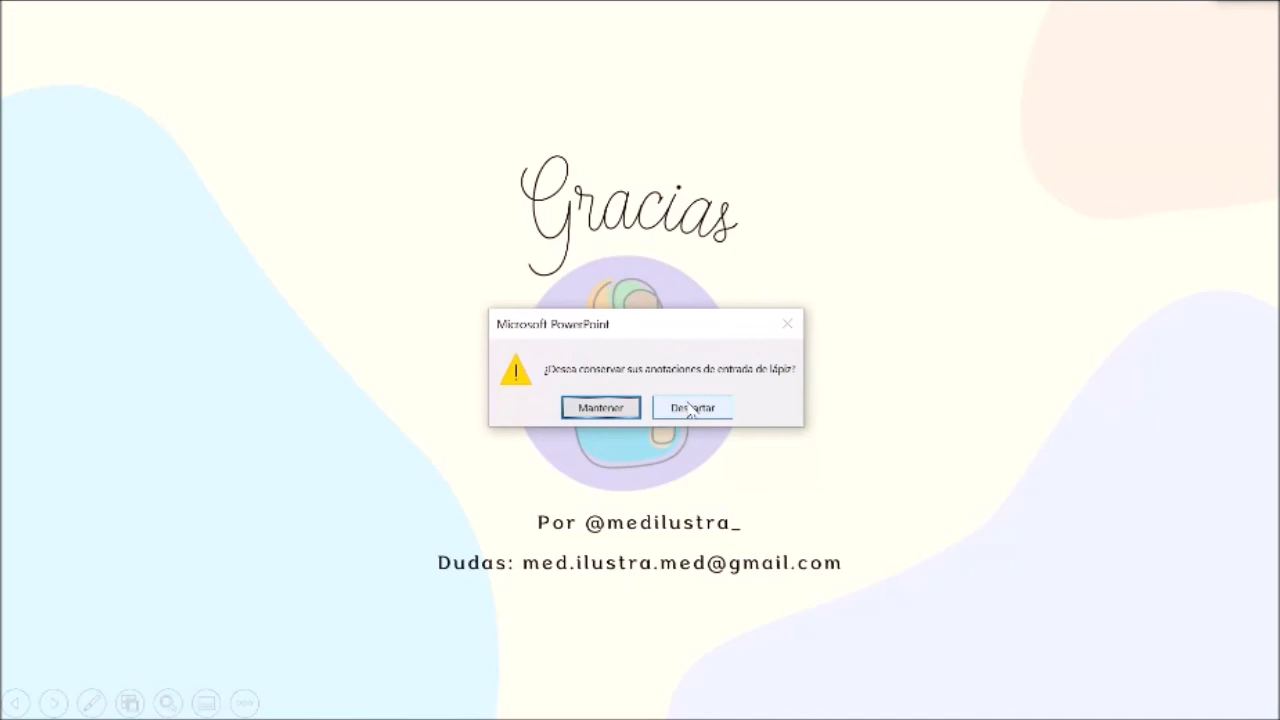 Gracias
Microsoft PowerPoint
¿Desea conservar sus anotaciones de entrada de lápiz?
Mantener
Descartar
Por @medilustra_
Dudas: med.ilustra.med@gmail.com